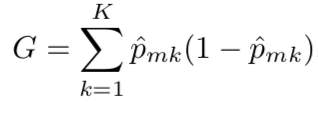 G = \sum_{k=1}^{K} \hat{p}_{mk}(1 - \hat{p}_{mk})